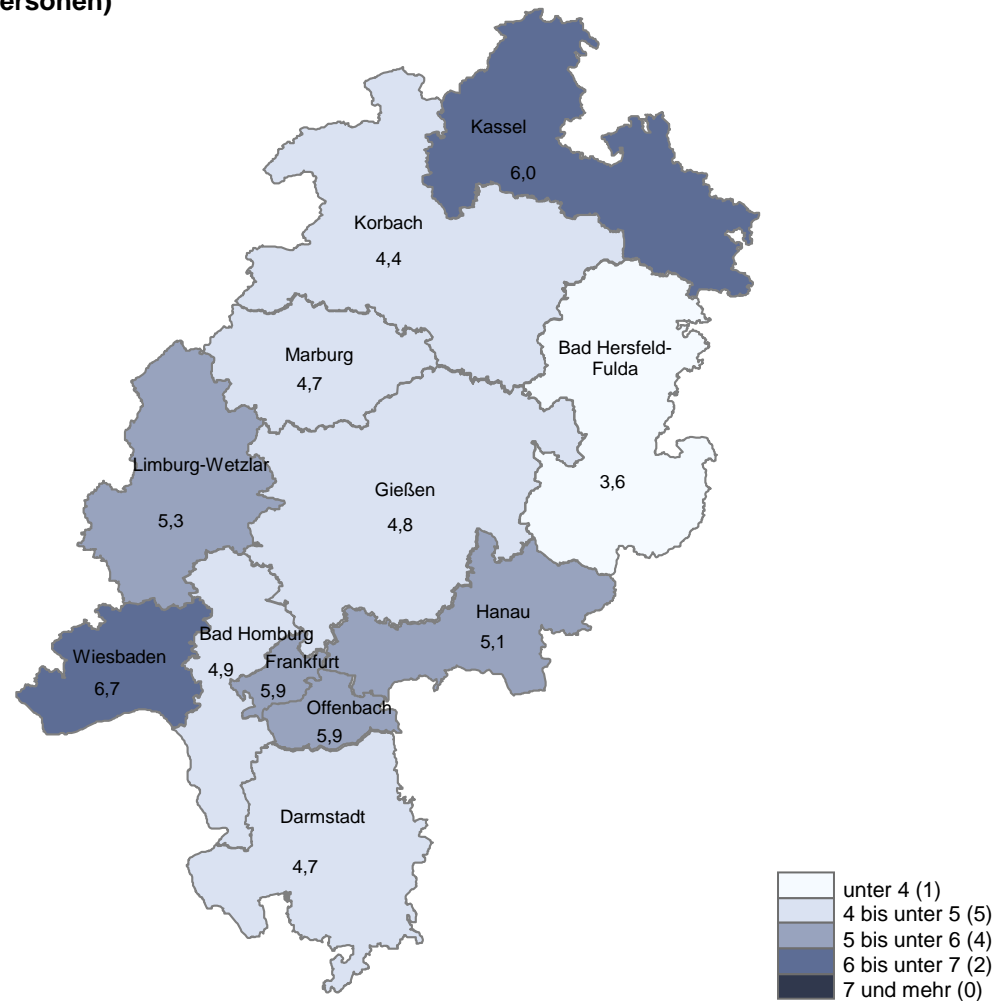 ersonen)
Kassel
6,0
Korbach
4,4
Marburg
4,7
Bad Hersfeld-
Fulda
3,6
Limburg-Wetzlar
5,3
Gießen
4,8
Hanau
5,1
Bad Homburg
4,9
Frankfurt
5,9
Wiesbaden
6,7
Offenbach
5,9
Darmstadt
4,7
unter 4 (1)
4 bis unter 5 (5)
5 bis unter 6 (4)
6 bis unter 7 (2)
7 und mehr (0)